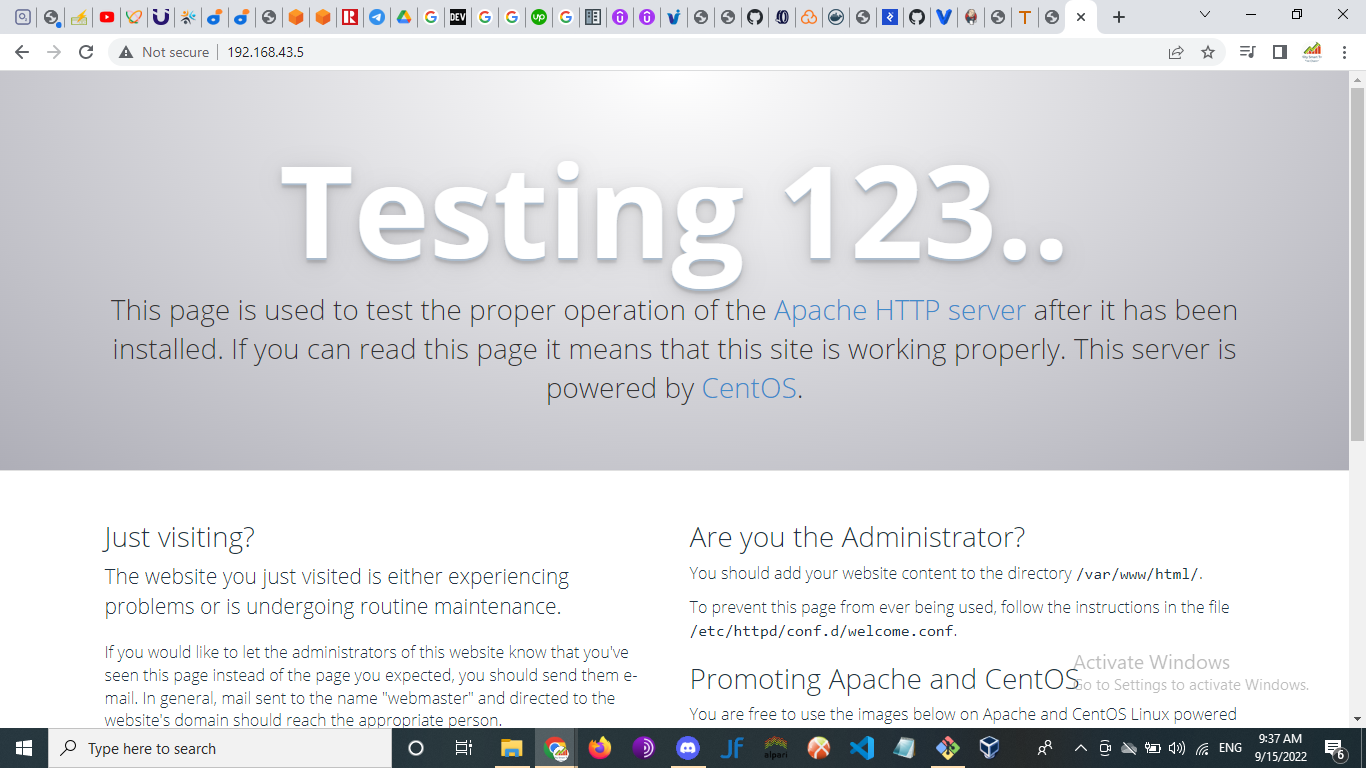 DEV
up
T
Not secure
192.168.43.5
Testing 123..
This page is used to test the proper operation of the Apache HTTP server after it has been
installed. If you can read this page it means that this site is working properly. This server is
powered by CentOS.
Just visiting?
The website you just visited is either experiencing
problems or is undergoing routine maintenance.
If you would like to let the administrators of this website know that you've
seen this page instead of the page you expected, you should send them e-
mail. In general, mail sent to the name "webmaster" and directed to the
website's domain should reach the appropriate person.
Are you the Administrator?
You should add your website content to the directory /var/www/html/.
To prevent this page from ever being used, follow the instructions in the file
/etc/httpd/conf.d/welcome.conf.
Promoting Apache and CentOS
You are free to use the images below on Apache and CentOS Linux powered
Activate Windows
Go to Settings to activate Windows.
Type here to search
JF
alpari
ENG
9:37 AM
9/15/2022
6